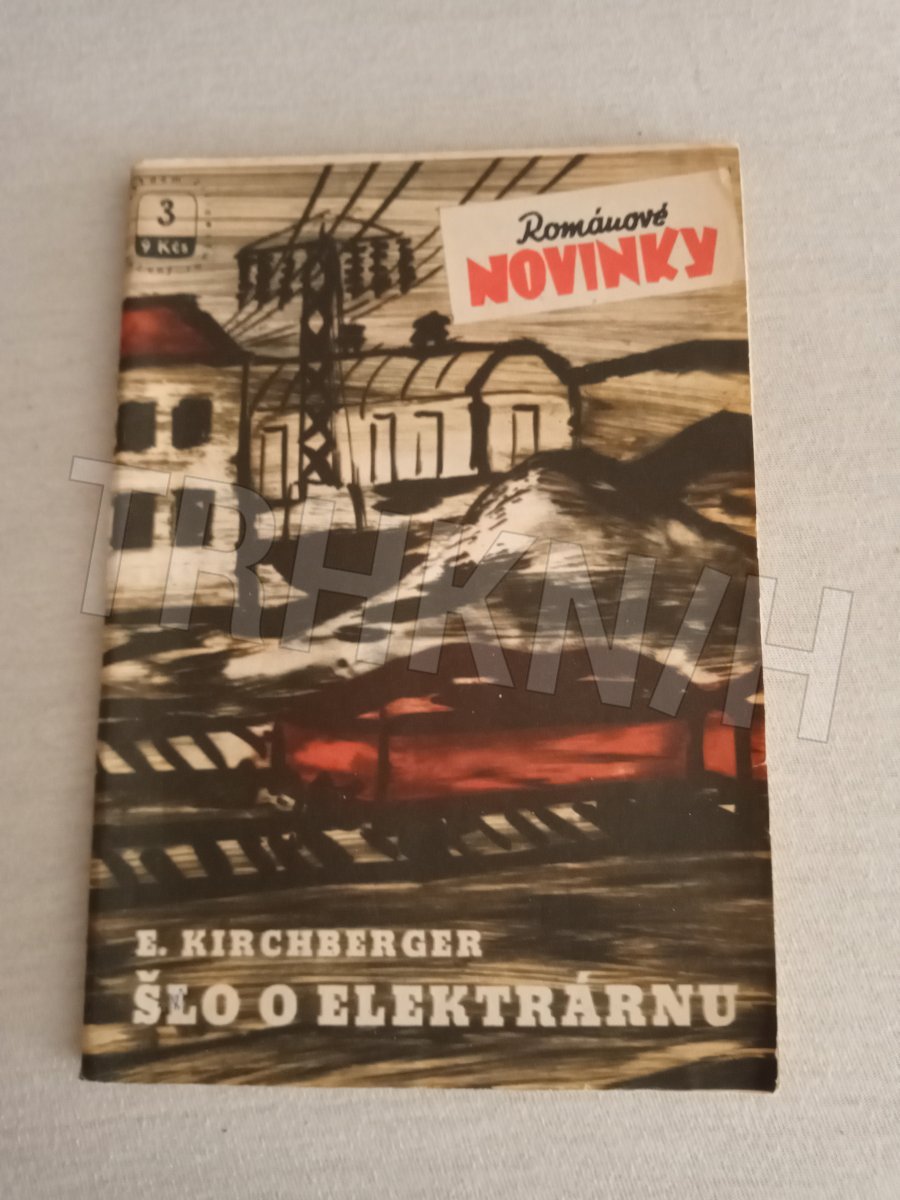 3
9 Kčs
Románové
NOVINKY
TRHKNIH
E. KIRCHBERGER
ŠLO O ELEKTRÁRNU